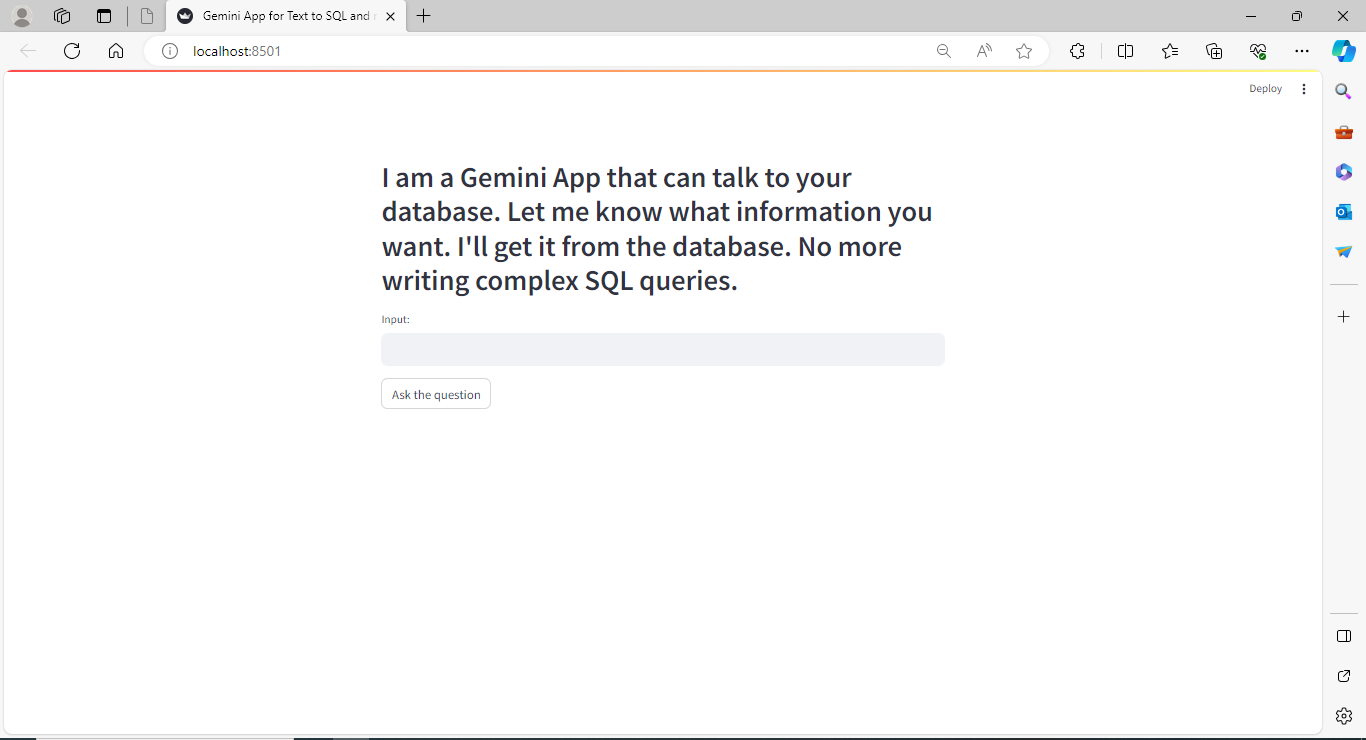 Gemini App for Text to SQL and
localhost:8501
Deploy
I am a Gemini App that can talk to your
database. Let me know what information you
want. I'll get it from the database. No more
writing complex SQL queries.
Input:
Ask the question